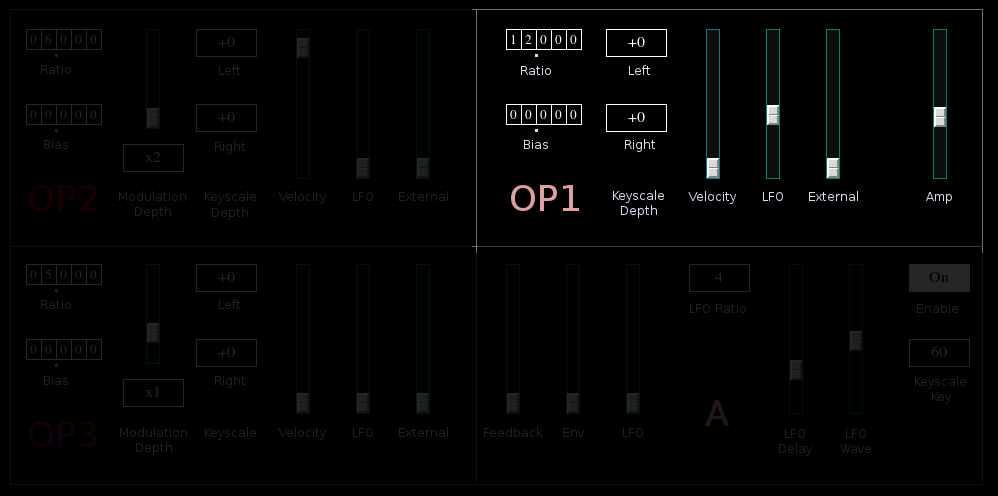 0 6 0 0 0 +0 1 2 0 0 0 +0
Ratio Left Ratio Left
0 0 0 0 0 +0 0 0 0 0 0 +0
Bias Right Bias Right
x2
OP2 Modulation Depth Keyscale Depth Velocity LFO External OP1 Keyscale Depth Velocity LFO External Amp
0 5 0 0 0 +0 4 On
Ratio Left LFO Ratio Enable
0 0 0 0 0 +0 60
Bias Right Keyscale Key
x1
OP3 Modulation Depth Keyscale Velocity LFO External Feedback Env LFO A LFO Delay LFO Wave